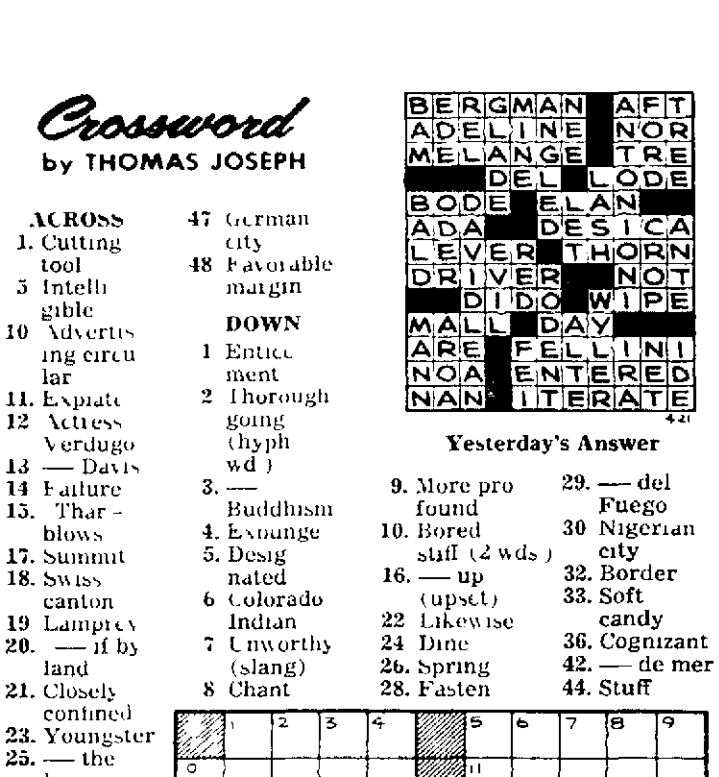 Crossword
by THOMAS JOSEPH
ACROSS
1. Cutting
tool
5 Intelli
gible
10 Advertis
ing circu
lar
11. Expiate
12 Actress
Verdugo
13 — Davis
14 Failure
15. Thar –
blows
17. Summit
18. Swiss
canton
19 Lamprey
20. — if by
land
21. Closely
confined
23. Youngster
25. — the
47 German
city
48 Favorable
margin
DOWN
1 Entice
ment
2 Thorough
going
(hyph
wd )
3. —
Buddhism
4. Expunge
5. Desig
nated
6 Colorado
Indian
7 Unworthy
(slang)
8 Chant
BERGMAN AFT
ADELINE NOR
MELANGE TRE
DEL LODE
BODE ELAN
ADA DESICA
LEVER THORN
DRIVER NOT
DIDO WIPE
MALL DAY
ARE FELLINI
NOA ENTERED
NAN ITERATE
4 21
Yesterday's Answer
9. More pro
found
10. Bored
stiff (2 wds )
16. — up
(upset)
22 Likewise
24 Dine
26. Spring
28. Fasten
29. — del
Fuego
30 Nigerian
city
32. Border
33. Soft
candy
36. Cognizant
42. — de mer
44. Stuff
1 2 3 4 5 6 7 8 9
0 11